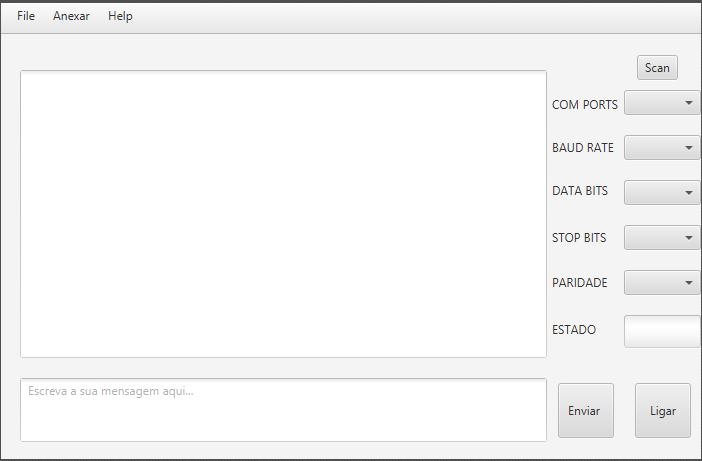 File Anexar Help
Scan
COM PORTS
BAUD RATE
DATA BITS
STOP BITS
PARIDADE
ESTADO
Escreva a sua mensagem aqui...
Enviar
Ligar